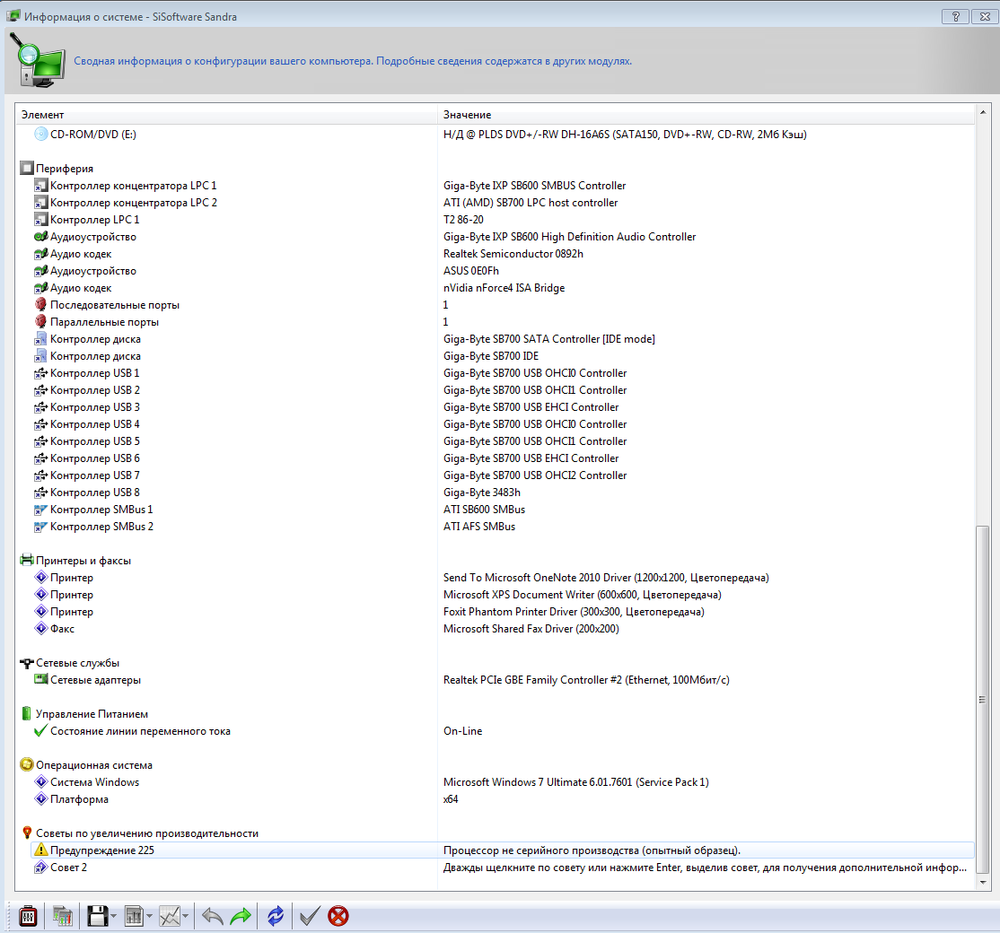 Информация о системе - SiSoftware Sandra
Сводная информация о конфигурации вашего компьютера. Подробные сведения содержатся в других модулях.
Элемент Значение
CD-ROM/DVD (E:) Н/Д @ PLDS DVD+/-RW DH-16A6S (SATA150, DVD+-RW, CD-RW, 2Мб Кэш)
Периферия
Контроллер концентратора LPC 1 Giga-Byte IXP SB600 SMBUS Controller
Контроллер концентратора LPC 2 ATI (AMD) SB700 LPC host controller
Контроллер LPC 1 T2 86-20
Аудиоустройство Giga-Byte IXP SB600 High Definition Audio Controller
Аудио кодек Realtek Semiconductor 0892h
Аудиоустройство ASUS 0E0Fh
Аудио кодек nVidia nForce4 ISA Bridge
Последовательные порты 1
Параллельные порты 1
Контроллер диска Giga-Byte SB700 SATA Controller [IDE mode]
Контроллер диска Giga-Byte SB700 IDE
Контроллер USB 1 Giga-Byte SB700 USB OHCI0 Controller
Контроллер USB 2 Giga-Byte SB700 USB OHCI1 Controller
Контроллер USB 3 Giga-Byte SB700 USB EHCI Controller
Контроллер USB 4 Giga-Byte SB700 USB OHCI0 Controller
Контроллер USB 5 Giga-Byte SB700 USB OHCI1 Controller
Контроллер USB 6 Giga-Byte SB700 USB EHCI Controller
Контроллер USB 7 Giga-Byte SB700 USB OHCI2 Controller
Контроллер USB 8 Giga-Byte 3483h
Контроллер SMBus 1 ATI SB600 SMBus
Контроллер SMBus 2 ATI AFS SMBus
Принтеры и факсы
Принтер Send To Microsoft OneNote 2010 Driver (1200x1200, Цветопередача)
Принтер Microsoft XPS Document Writer (600x600, Цветопередача)
Принтер Foxit Phantom Printer Driver (300x300, Цветопередача)
Факс Microsoft Shared Fax Driver (200x200)
Сетевые службы
Сетевые адаптеры Realtek PCIe GBE Family Controller #2 (Ethernet, 100Мбит/с)
Управление Питанием
Состояние линии переменного тока On-Line
Операционная система
Система Windows Microsoft Windows 7 Ultimate 6.01.7601 (Service Pack 1)
Платформа x64
Советы по увеличению производительности
Предупреждение 225 Процессор не серийного производства (опытный образец).
Совет 2 Дважды щелкните по совету или нажмите Enter, выделив совет, для получения дополнительной инфор...